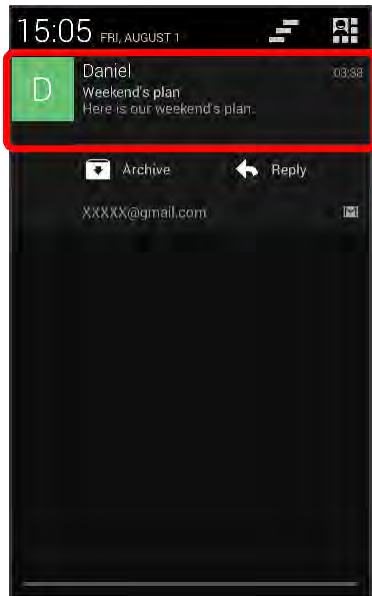 15:05 FRI, AUGUST 1
D
Daniel 03:38
Weekend's plan
Here is our weekend's plan.
Archive Reply
XXXXX@gmail.com